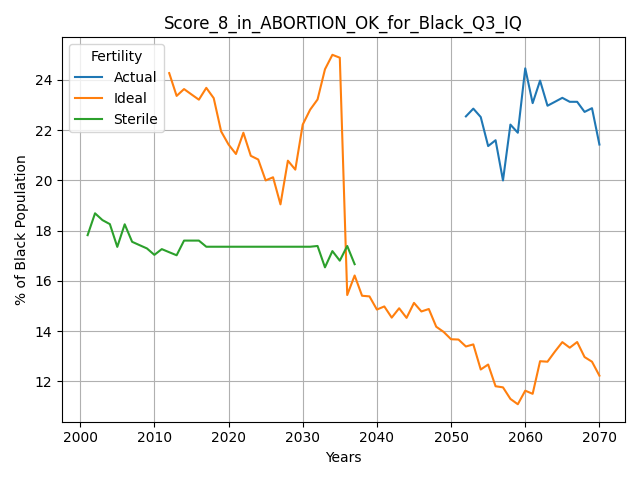 Score_8_in_ABORTION_OK_for_Black_Q3_IQ
Fertility
Actual
Ideal
Sterile
% of Black Population
24
22
20
18
16
14
12
2000 2010 2020 2030 2040 2050 2060 2070
Years